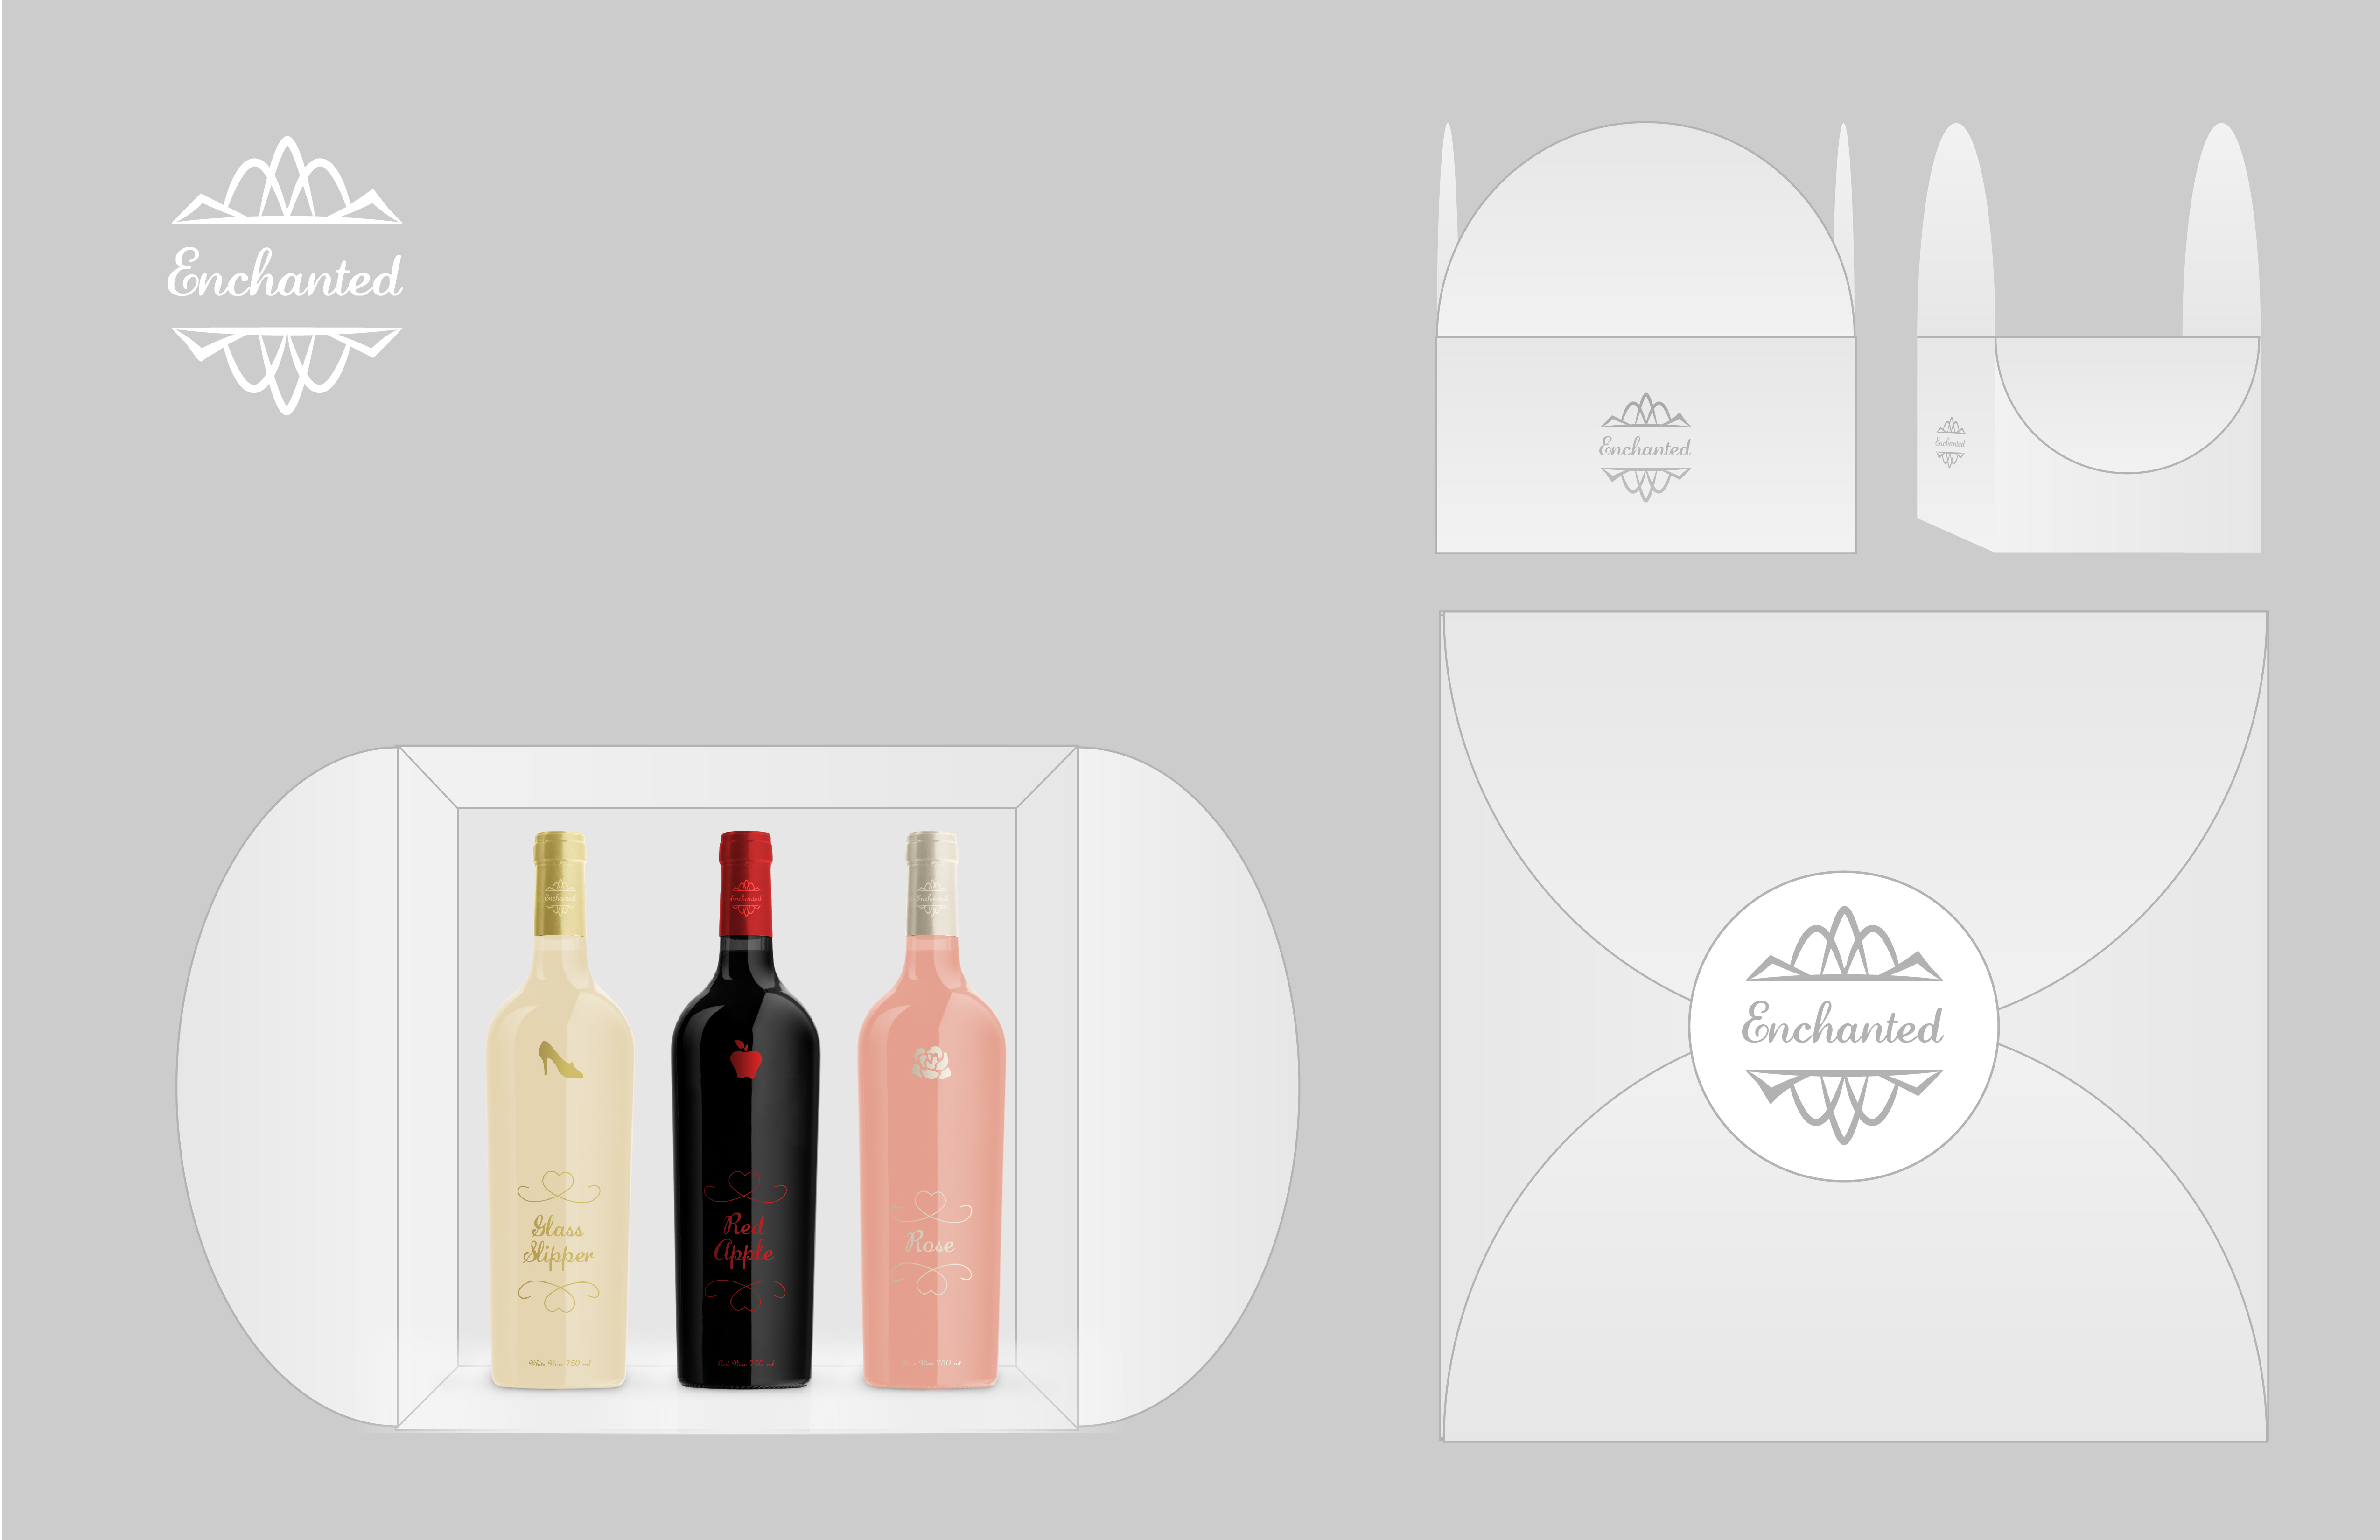 Enchanted
Enchanted
Enchanted
Enchanted
Enchanted
Enchanted
Enchanted
Glass
Slipper
Red
Apple
Rose
White Wine 750 ml
Red Wine 750 ml
Wine 750 ml